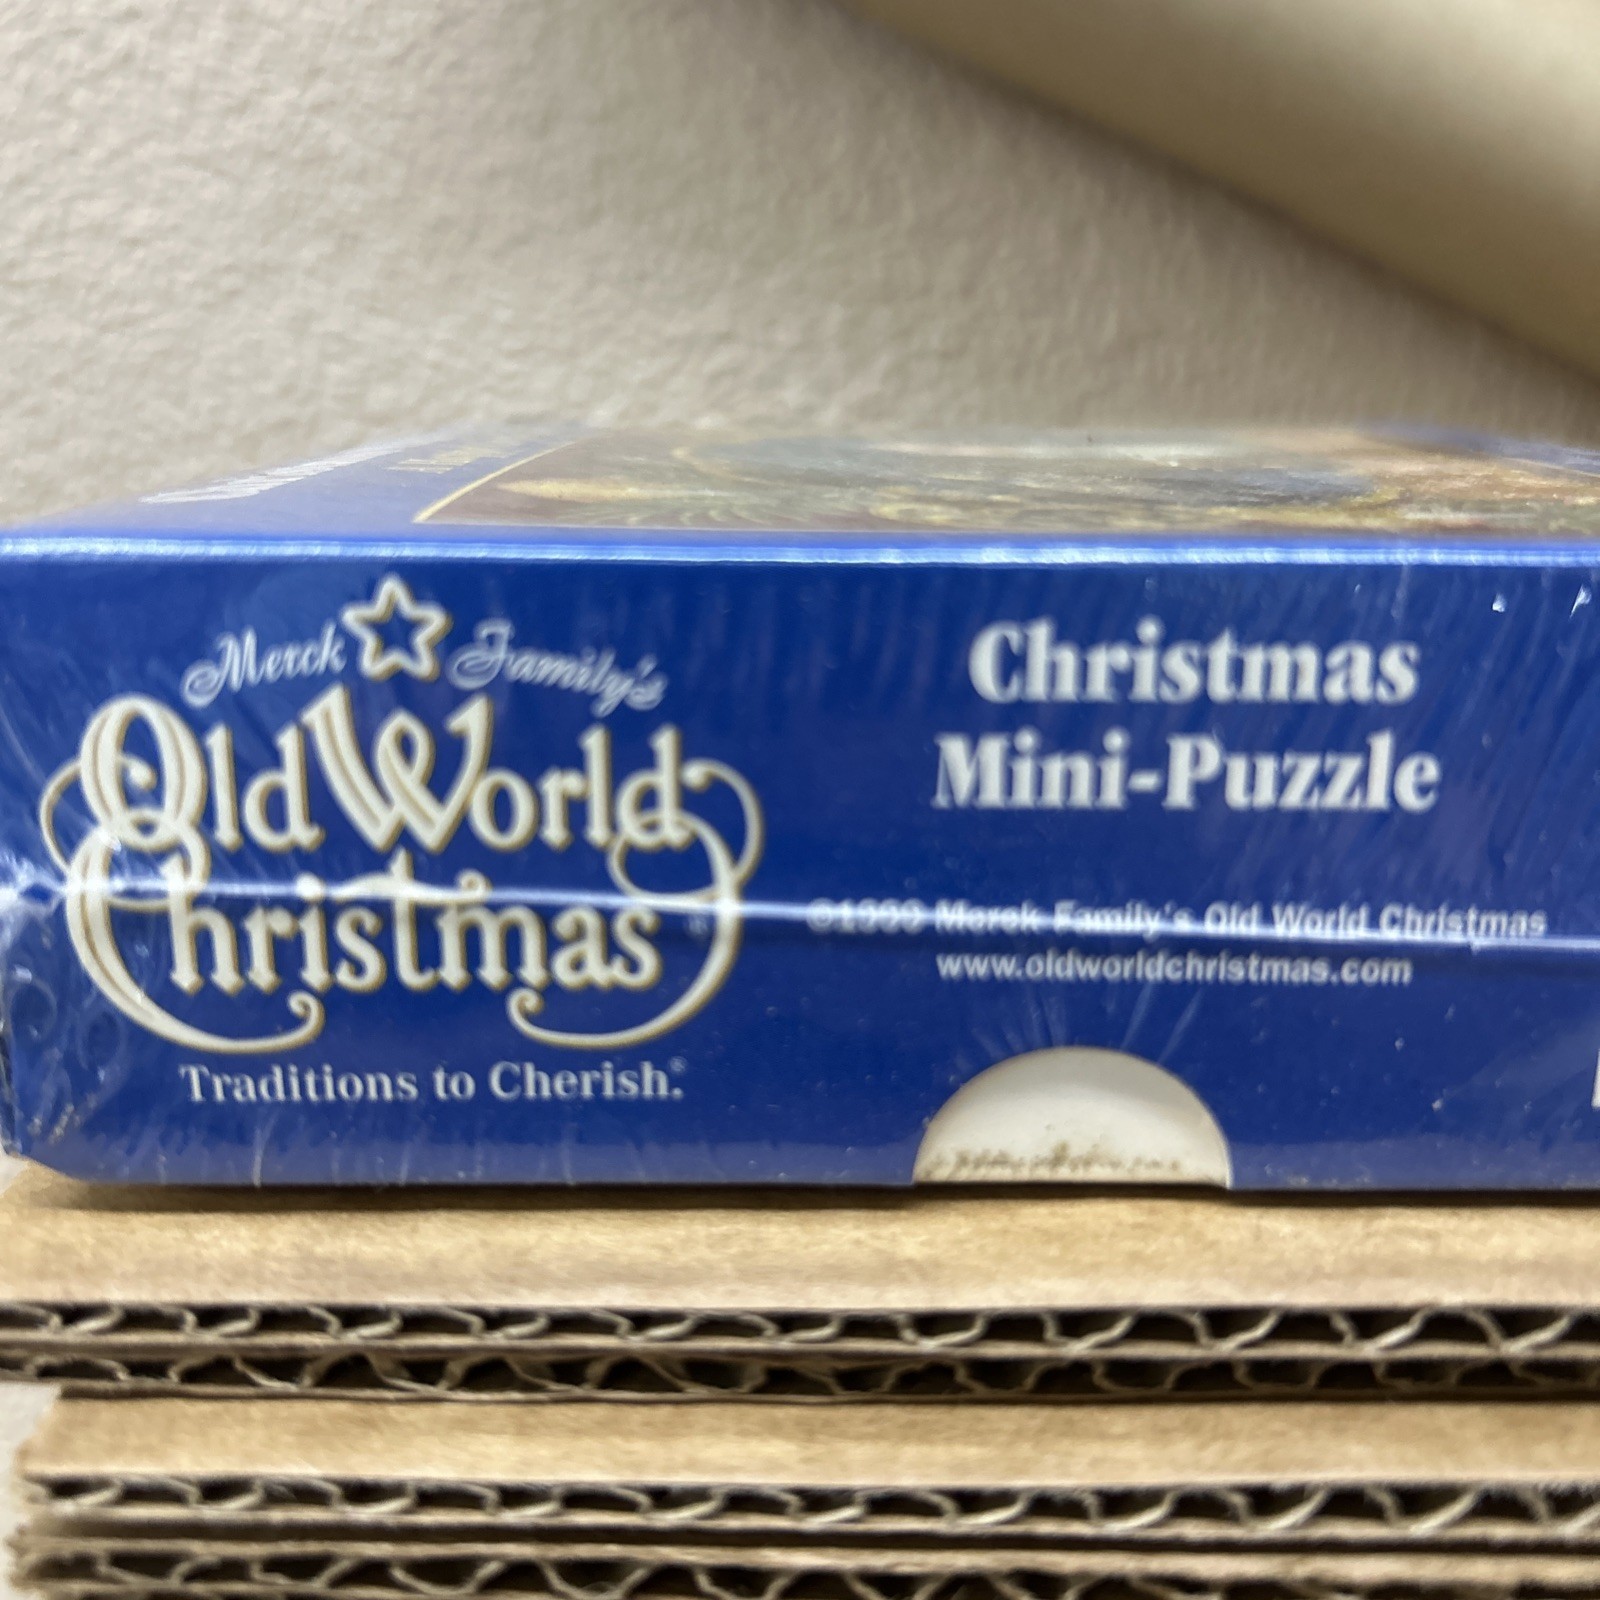 Merck Family's
Old World
Christmas
Traditions to Cherish.®
Christmas
Mini-Puzzle
©1999 Merck Family's Old World Christmas
www.oldworldchristmas.com